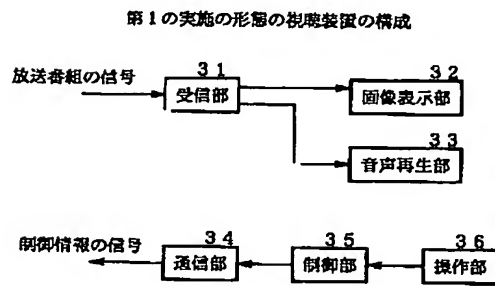 第1の実施の形態の視聴装置の構成
放送番組の信号
31
受信部
32
画像表示部
33
音声再生部
制御情報の信号
34
通信部
35
制御部
36
操作部